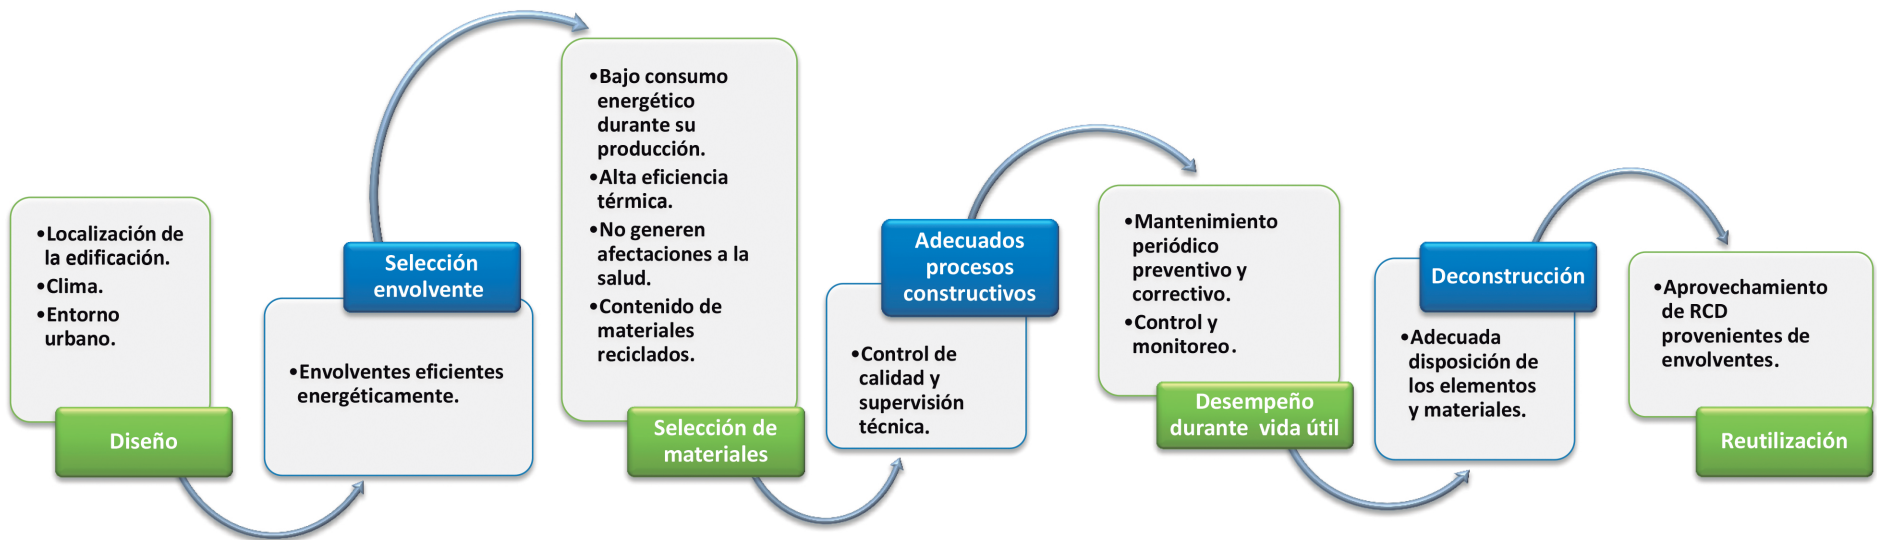 •Localización de
la edificación.
•Clima.
•Entorno
urbano.
Diseño
Selección
envolvente
•Envolventes eficientes
energéticamente.
•Bajo consumo
energético
durante su
producción.
•Alta eficiencia
térmica.
•No generen
afectaciones a la
salud.
•Contenido de
materiales
reciclados.
Selección de
materiales
Adecuados
procesos
constructivos
•Control de
calidad y
supervisión
técnica.
•Mantenimiento
periódico
preventivo y
correctivo.
•Control y
monitoreo.
Desempeño
durante vida útil
Deconstrucción
•Adecuada
disposición de
los elementos
y materiales.
•Aprovechamiento
de RCD
provenientes de
envolventes.
Reutilización